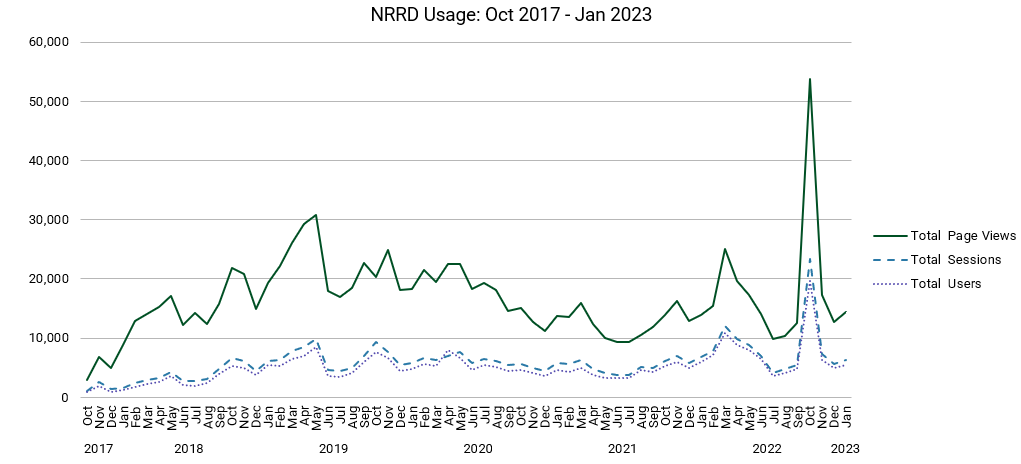 NRRD Usage: Oct 2017 - Jan 2023
60,000
50,000
40,000
30,000
20,000
10,000
0
Total Page Views
Total Sessions
Total Users
Oct Nov Dec Jan Feb Mar Apr May Jun Jul Aug Sep Oct Nov Dec Jan Feb Mar Apr May Jun Jul Aug Sep Oct Nov Dec Jan Feb Mar Apr May Jun Jul Aug Sep Oct Nov Dec Jan Feb Mar Apr May Jun Jul Aug Sep Oct Nov Dec Jan Feb Mar Apr May Jun Jul Aug Sep Oct Nov Dec Jan
2017 2018 2019 2020 2021 2022 2023